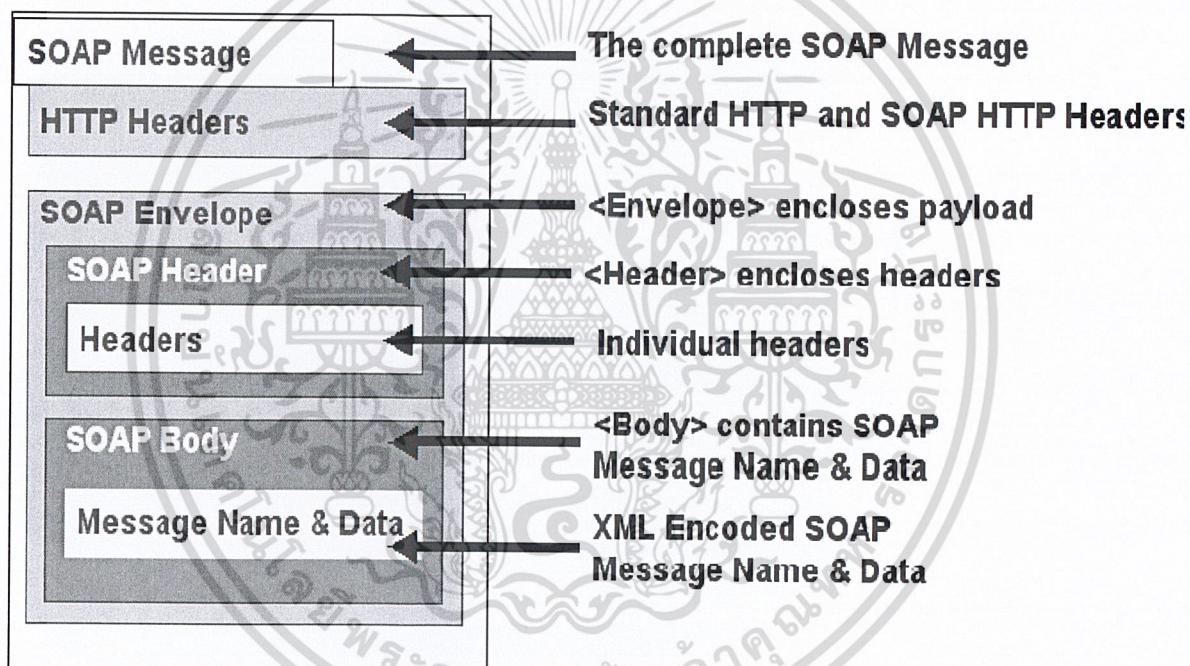 SOAP Message
The complete SOAP Message
HTTP Headers
Standard HTTP and SOAP HTTP Headers
SOAP Envelope
<Envelope> encloses payload
SOAP Header
<Header> encloses headers
Headers
Individual headers
SOAP Body
<Body> contains SOAP
Message Name & Data
Message Name & Data
XML Encoded SOAP
Message Name & Data